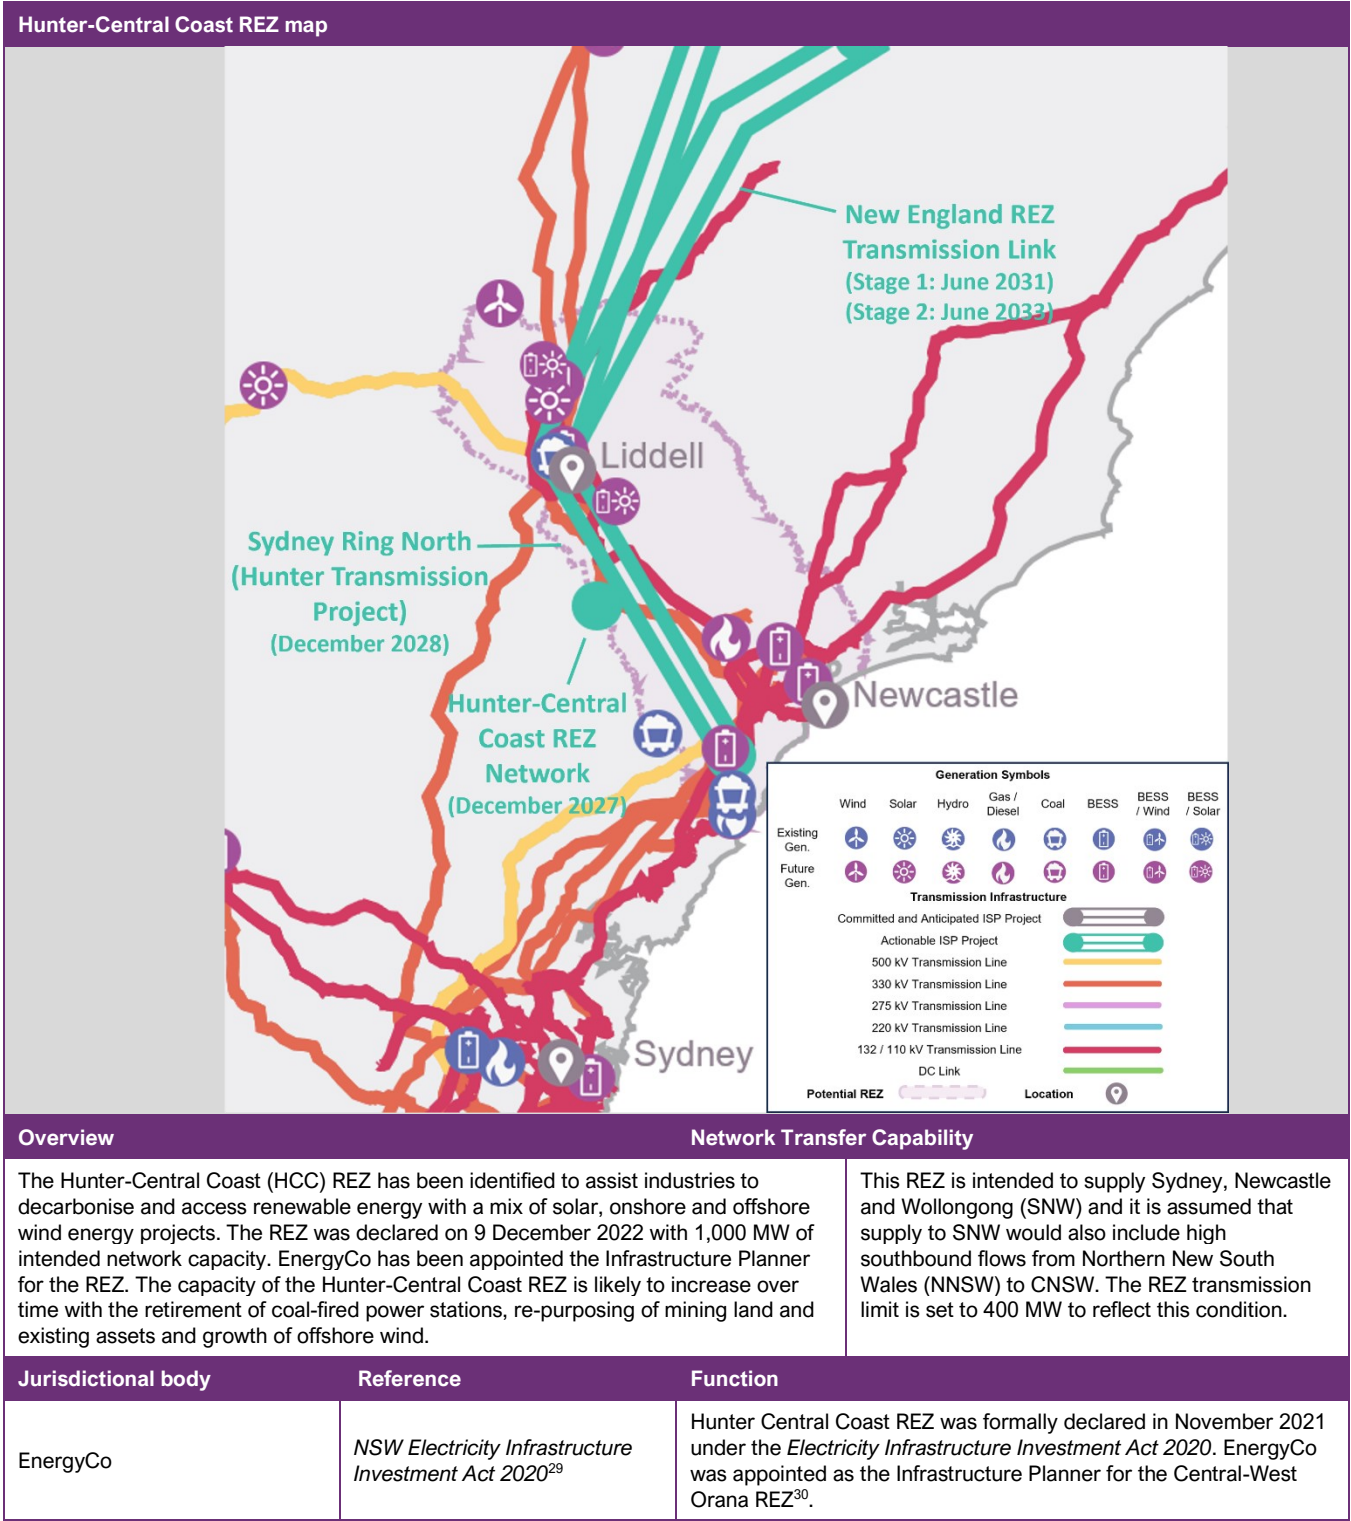 Hunter-Central Coast REZ map
New England REZ
Transmission Link
(Stage 1: June 2031)
(Stage 2: June 2033)
Liddell
Sydney Ring North
(Hunter Transmission
Project)
(December 2028)
Hunter-Central
Coast REZ
Network
(December 2027)
Newcastle
Sydney
Generation Symbols
Wind Solar Hydro Gas / Diesel Coal BESS BESS / Wind BESS / Solar
Existing Gen.
Future Gen.
Transmission Infrastructure
Committed and Anticipated ISP Project
Actionable ISP Project
500 kV Transmission Line
330 kV Transmission Line
275 kV Transmission Line
220 kV Transmission Line
132 / 110 kV Transmission Line
DC Link
Potential REZ Location
Overview Network Transfer Capability
The Hunter-Central Coast (HCC) REZ has been identified to assist industries to
decarbonise and access renewable energy with a mix of solar, onshore and offshore
wind energy projects. The REZ was declared on 9 December 2022 with 1,000 MW of
intended network capacity. EnergyCo has been appointed the Infrastructure Planner
for the REZ. The capacity of the Hunter-Central Coast REZ is likely to increase over
time with the retirement of coal-fired power stations, re-purposing of mining land and
existing assets and growth of offshore wind.
This REZ is intended to supply Sydney, Newcastle
and Wollongong (SNW) and it is assumed that
supply to SNW would also include high
southbound flows from Northern New South
Wales (NNSW) to CNSW. The REZ transmission
limit is set to 400 MW to reflect this condition.
Jurisdictional body Reference Function
EnergyCo
NSW Electricity Infrastructure
Investment Act 2020²⁹
Hunter Central Coast REZ was formally declared in November 2021
under the Electricity Infrastructure Investment Act 2020. EnergyCo
was appointed as the Infrastructure Planner for the Central-West
Orana REZ³⁰.